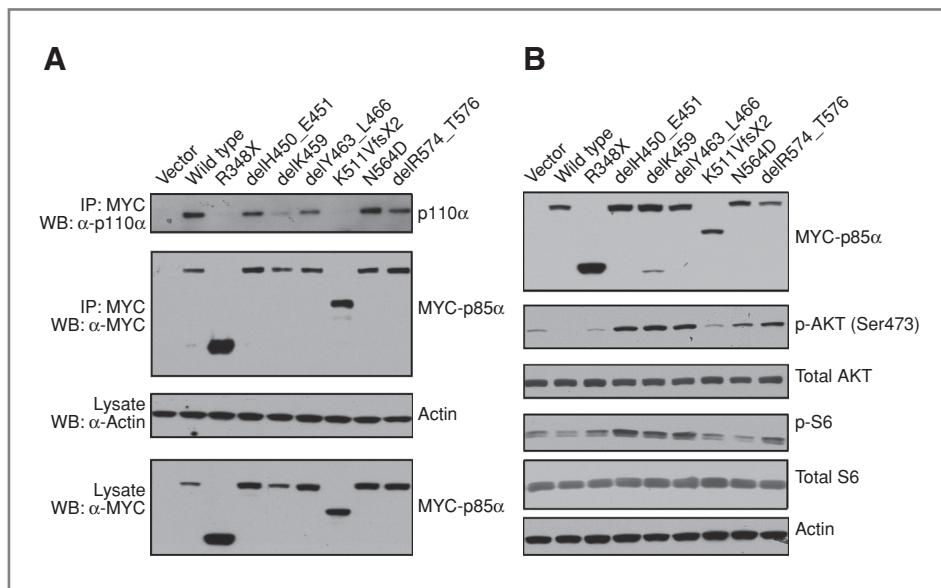 A
Vector
Wild type
R348X
delH450_E451
delK459
delY463_L466
K511VfsX2
N564D
delR574_T576
IP: MYC
WB: α-p110α
p110α
IP: MYC
WB: α-MYC
MYC-p85α
Lysate
WB: α-Actin
Actin
Lysate
WB: α-MYC
MYC-p85α
B
Vector
Wild type
R348X
delH450_E451
delK459
delY463_L466
K511VfsX2
N564D
delR574_T576
MYC-p85α
p-AKT (Ser473)
Total AKT
p-S6
Total S6
Actin